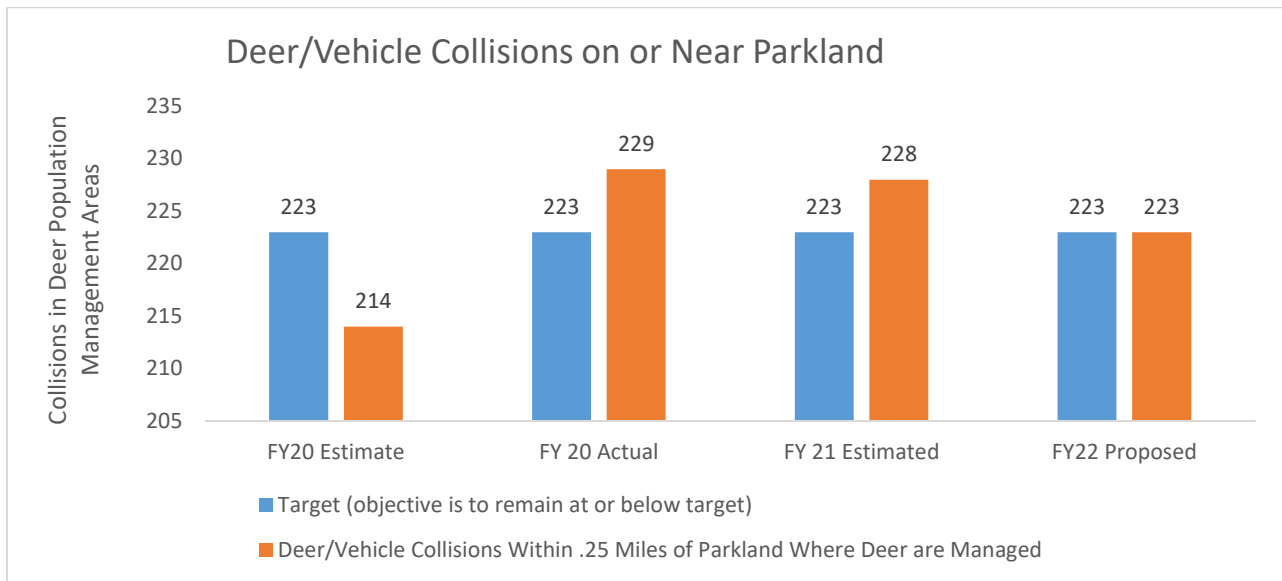 Deer/Vehicle Collisions on or Near Parkland
Collisions in Deer Population
Management Areas
235
230
225
220
215
210
205
223
214
223
229
223
228
223
223
FY20 Estimate
FY 20 Actual
FY 21 Estimated
FY22 Proposed
Target (objective is to remain at or below target)
Deer/Vehicle Collisions Within .25 Miles of Parkland Where Deer are Managed